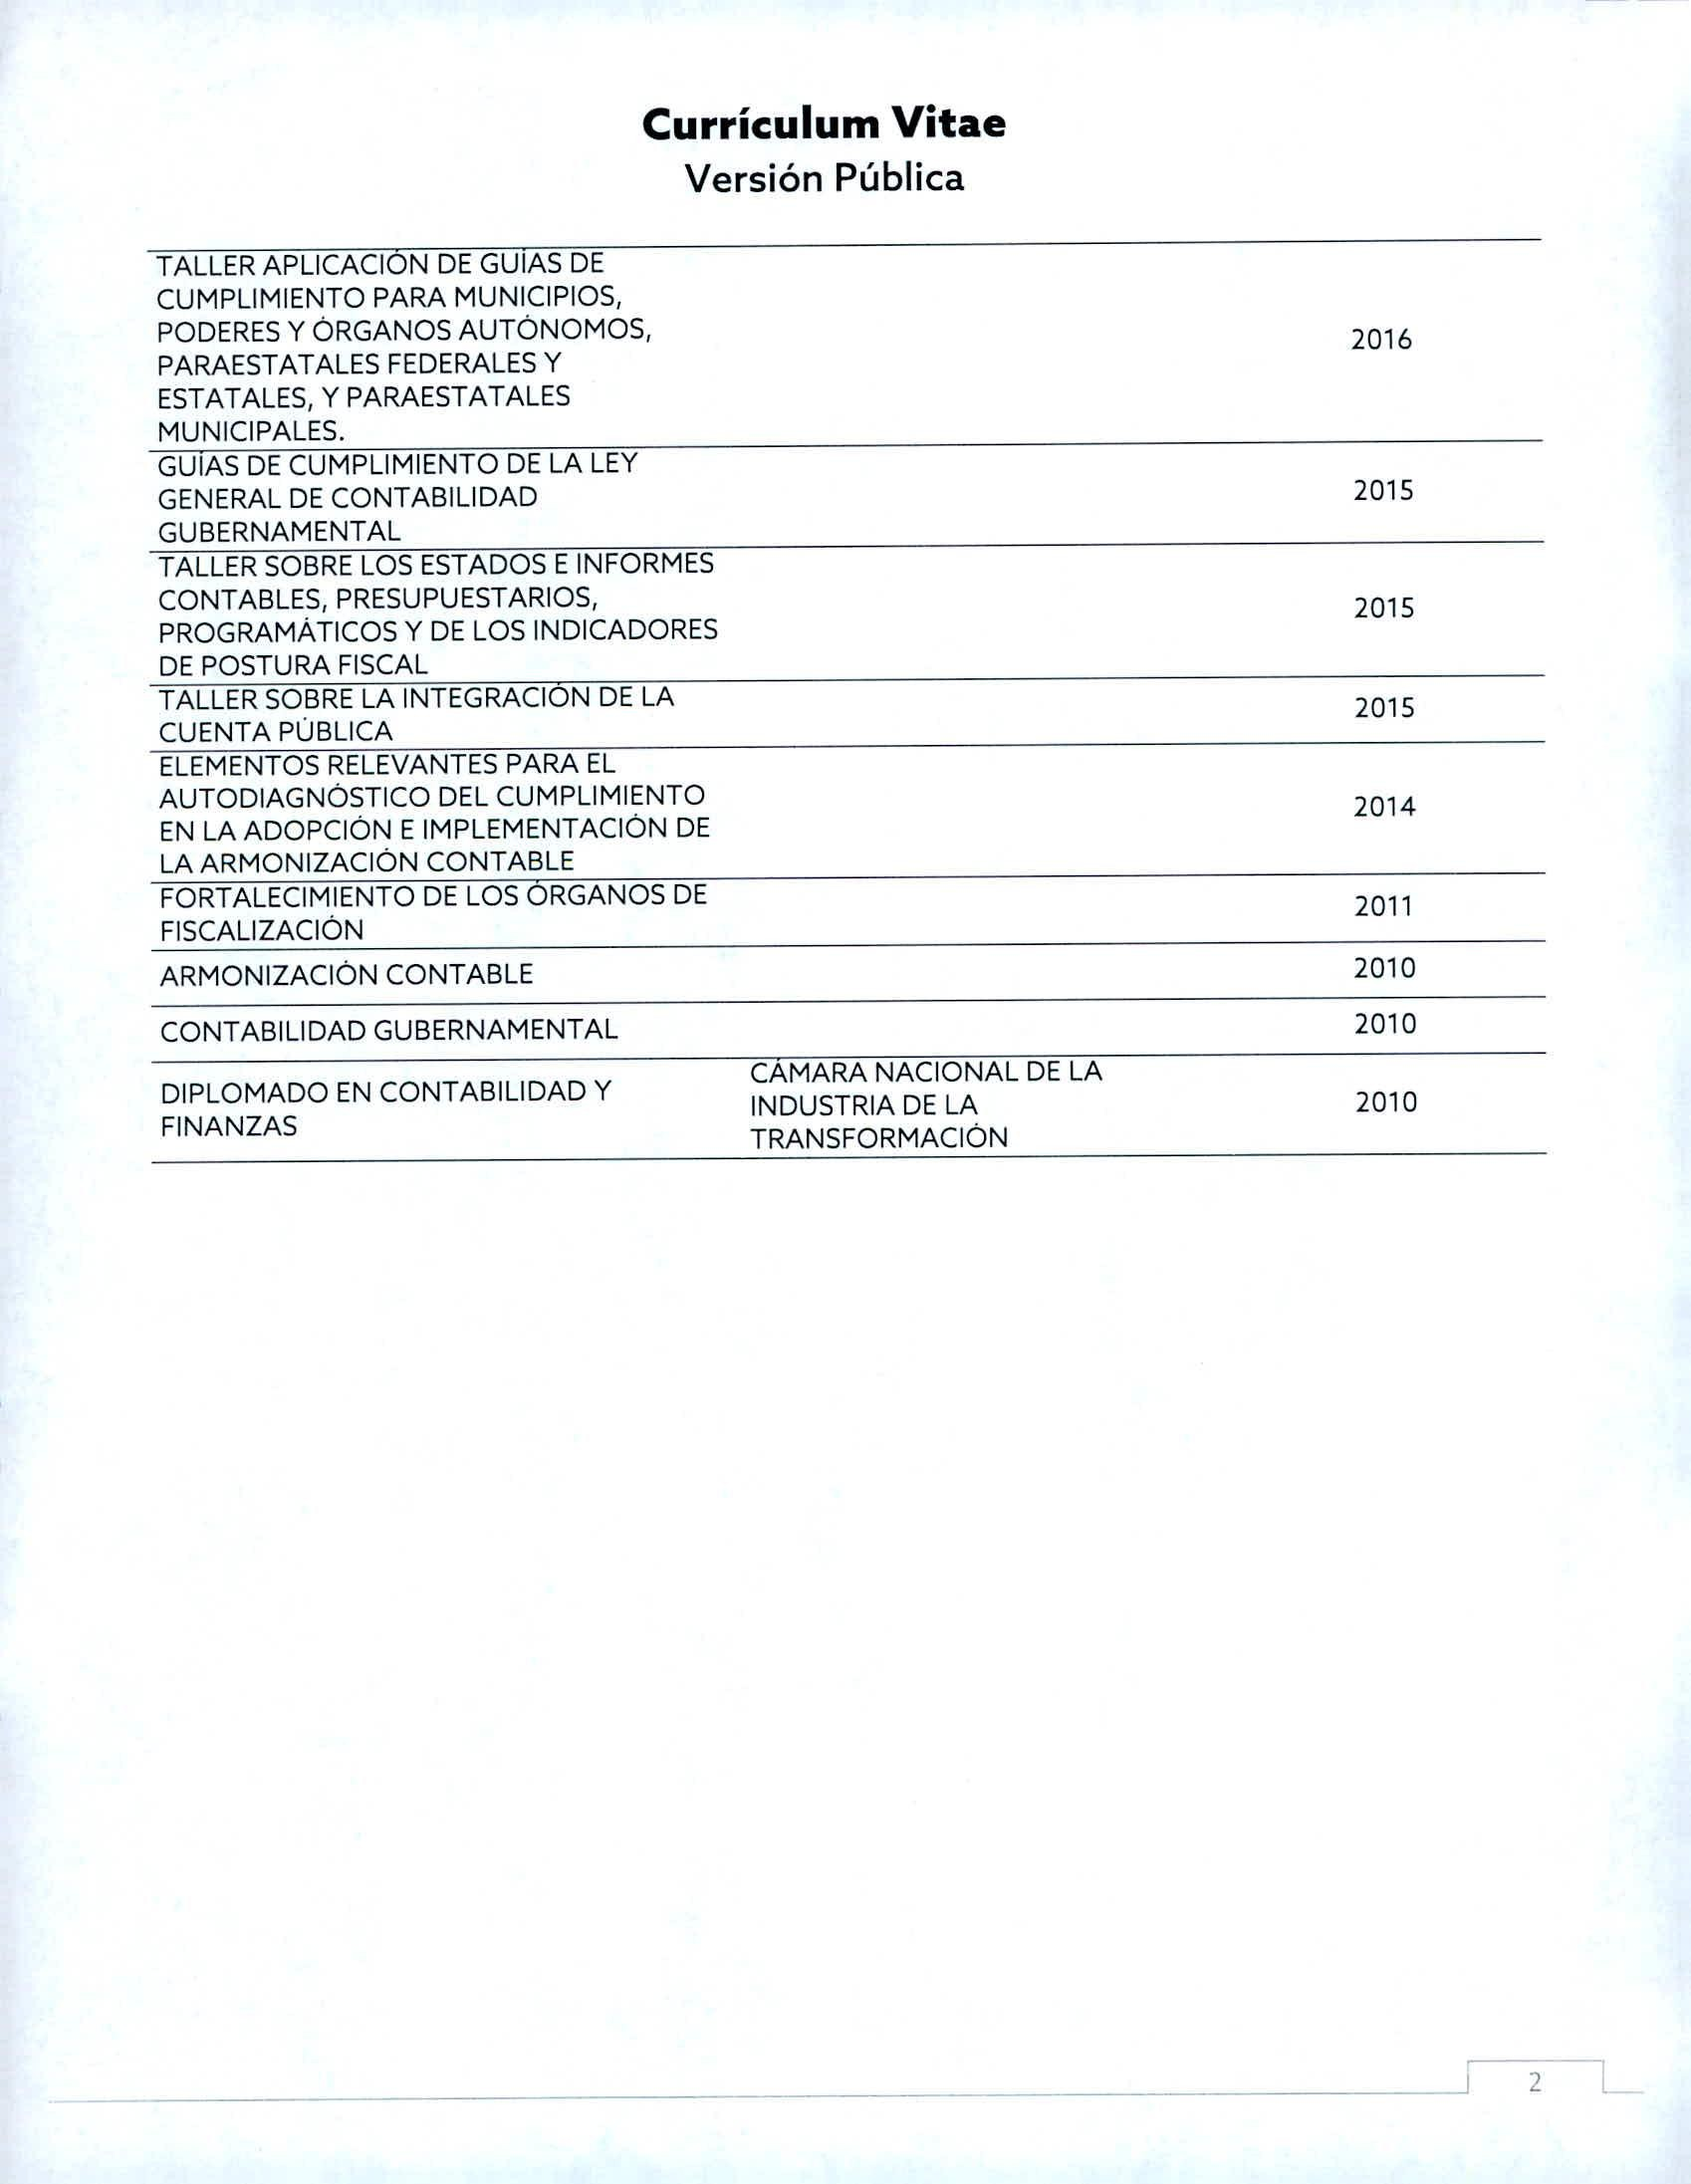 Currículum Vitae
Versión Pública
TALLER APLICACIÓN DE GUÍAS DE
CUMPLIMIENTO PARA MUNICIPIOS,
PODERES Y ÓRGANOS AUTÓNOMOS,
PARAESTATALES FEDERALES Y
ESTATALES, Y PARAESTATALES
MUNICIPALES.
2016
GUÍAS DE CUMPLIMIENTO DE LA LEY
GENERAL DE CONTABILIDAD
GUBERNAMENTAL
2015
TALLER SOBRE LOS ESTADOS E INFORMES
CONTABLES, PRESUPUESTARIOS,
PROGRAMÁTICOS Y DE LOS INDICADORES
DE POSTURA FISCAL
2015
TALLER SOBRE LA INTEGRACIÓN DE LA
CUENTA PÚBLICA
2015
ELEMENTOS RELEVANTES PARA EL
AUTODIAGNÓSTICO DEL CUMPLIMIENTO
EN LA ADOPCIÓN E IMPLEMENTACIÓN DE
LA ARMONIZACIÓN CONTABLE
2014
FORTALECIMIENTO DE LOS ÓRGANOS DE
FISCALIZACIÓN
2011
ARMONIZACIÓN CONTABLE
2010
CONTABILIDAD GUBERNAMENTAL
2010
DIPLOMADO EN CONTABILIDAD Y
FINANZAS
CÁMARA NACIONAL DE LA
INDUSTRIA DE LA
TRANSFORMACIÓN
2010
2